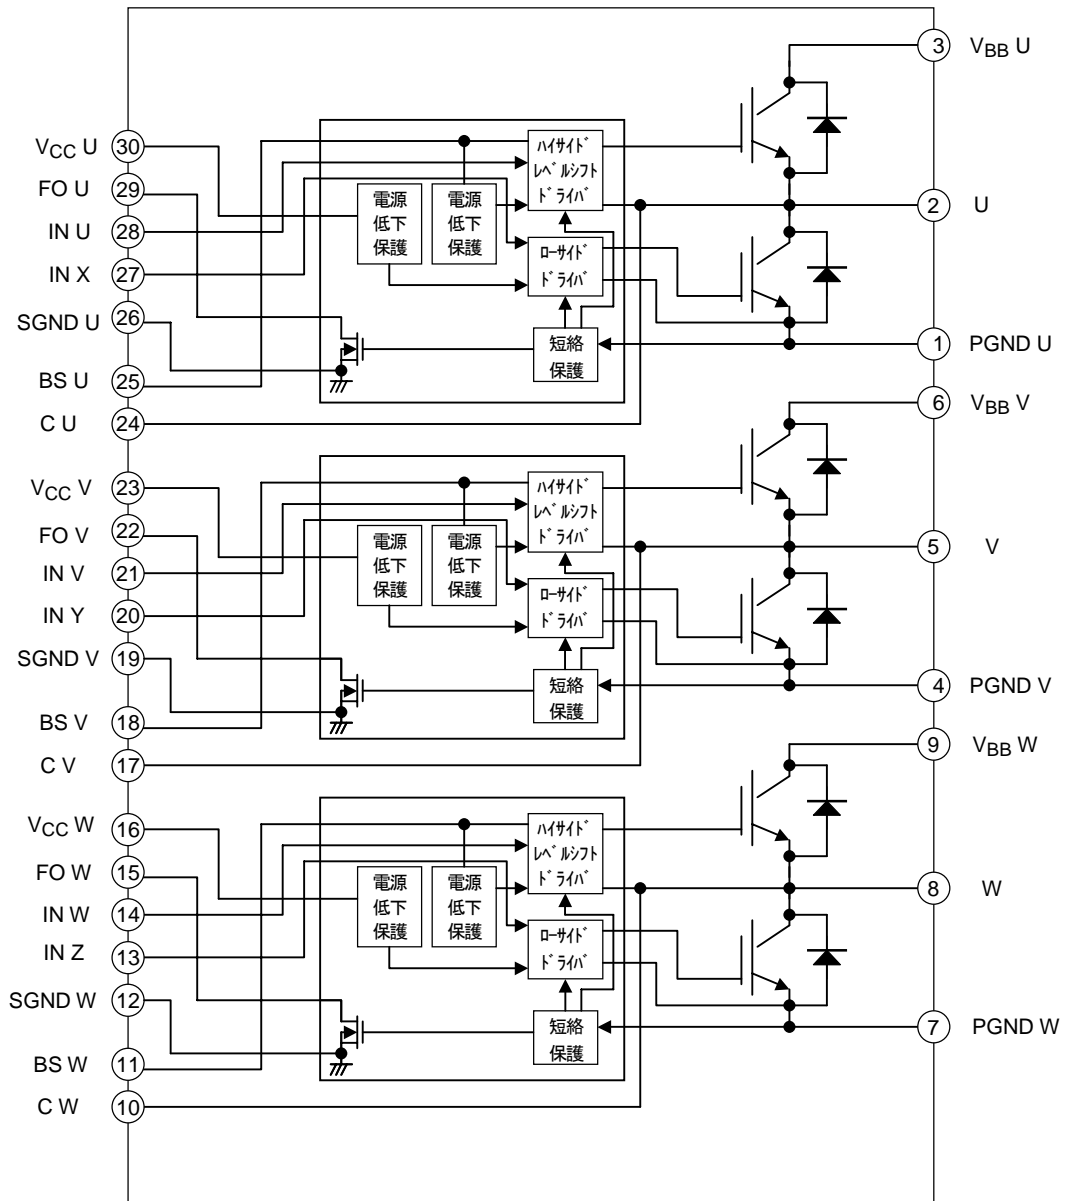 3 VBB U
VCC U 30
FO U 29
IN U 28
IN X 27
SGND U 26
BS U 25
C U 24
ハイサイド
レベルシフト
ドライバ
電源
低下
保護
電源
低下
保護
ローサイド
ドライバ
短絡
保護
2 U
1 PGND U
6 VBB V
VCC V 23
FO V 22
IN V 21
IN Y 20
SGND V 19
BS V 18
C V 17
ハイサイド
レベルシフト
ドライバ
電源
低下
保護
電源
低下
保護
ローサイド
ドライバ
短絡
保護
5 V
4 PGND V
9 VBB W
VCC W 16
FO W 15
IN W 14
IN Z 13
SGND W 12
BS W 11
C W 10
ハイサイド
レベルシフト
ドライバ
電源
低下
保護
電源
低下
保護
ローサイド
ドライバ
短絡
保護
8 W
7 PGND W